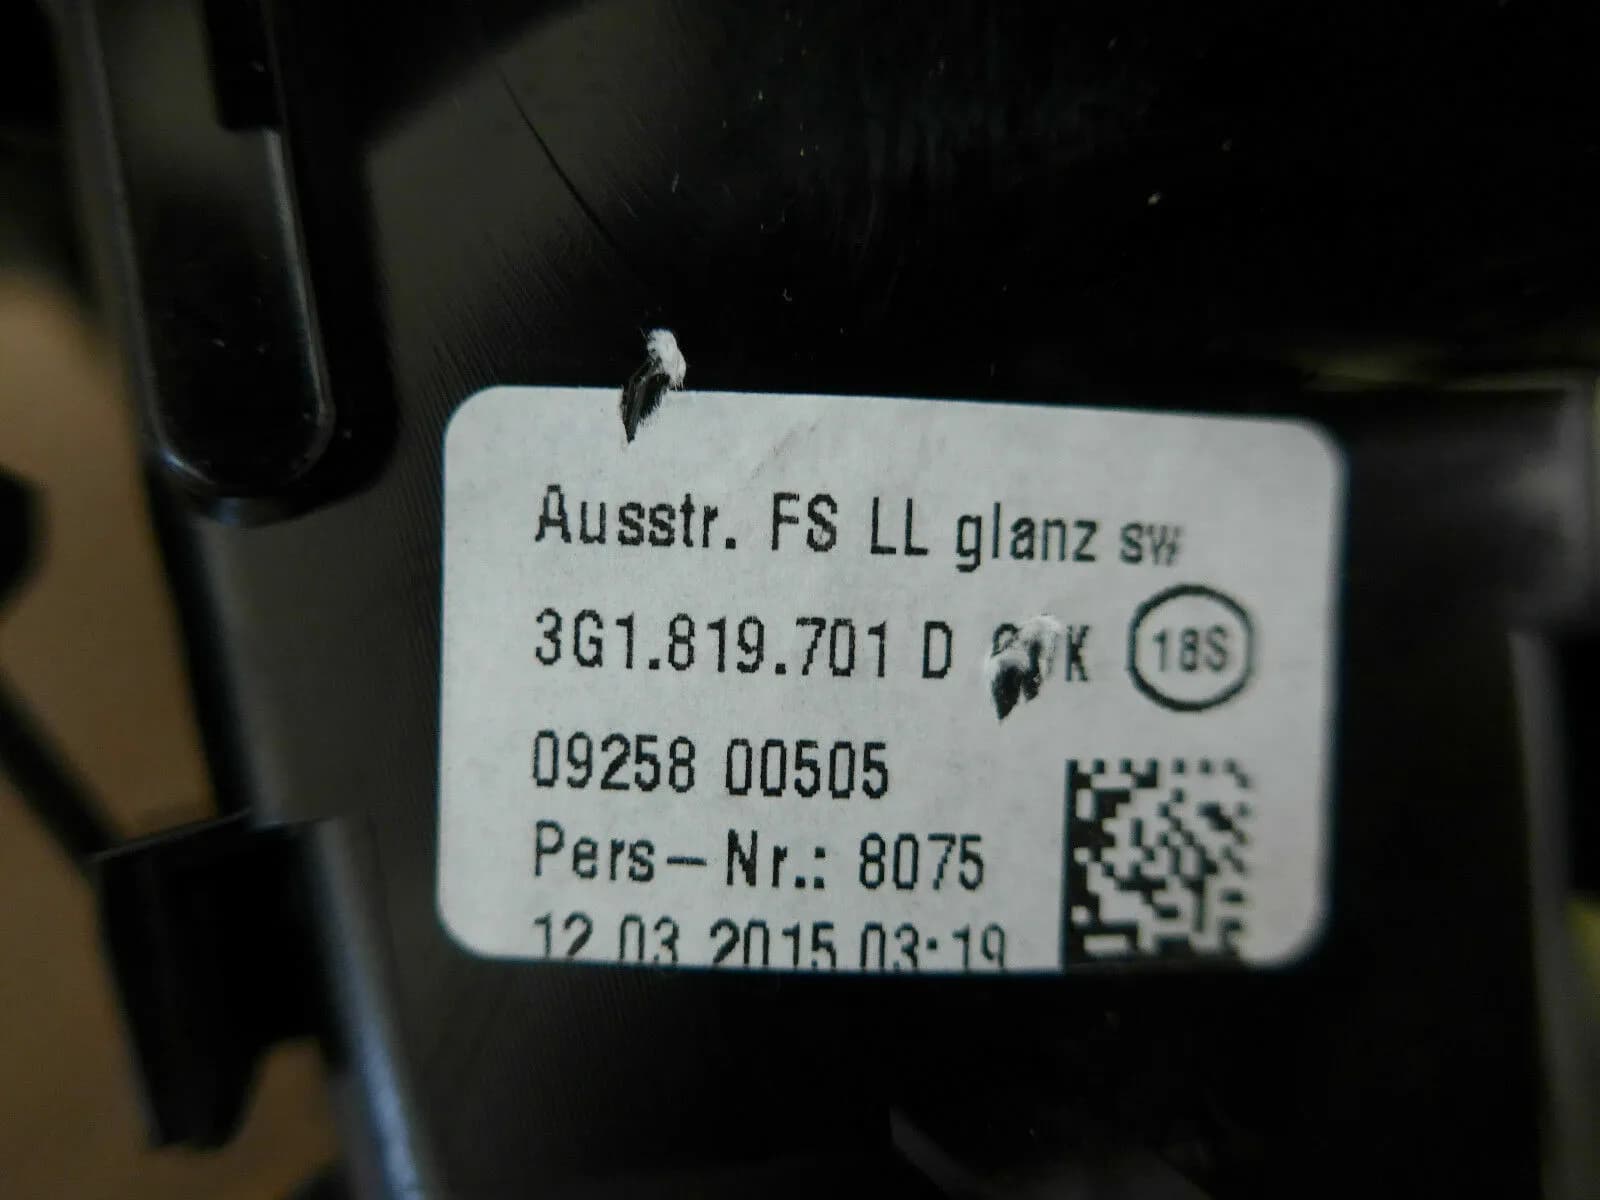 Ausstr. FS LL glanz sw
3G1.819.701 D 18S
09258 00505
Pers-Nr.: 8075
12.03.2015 03:19